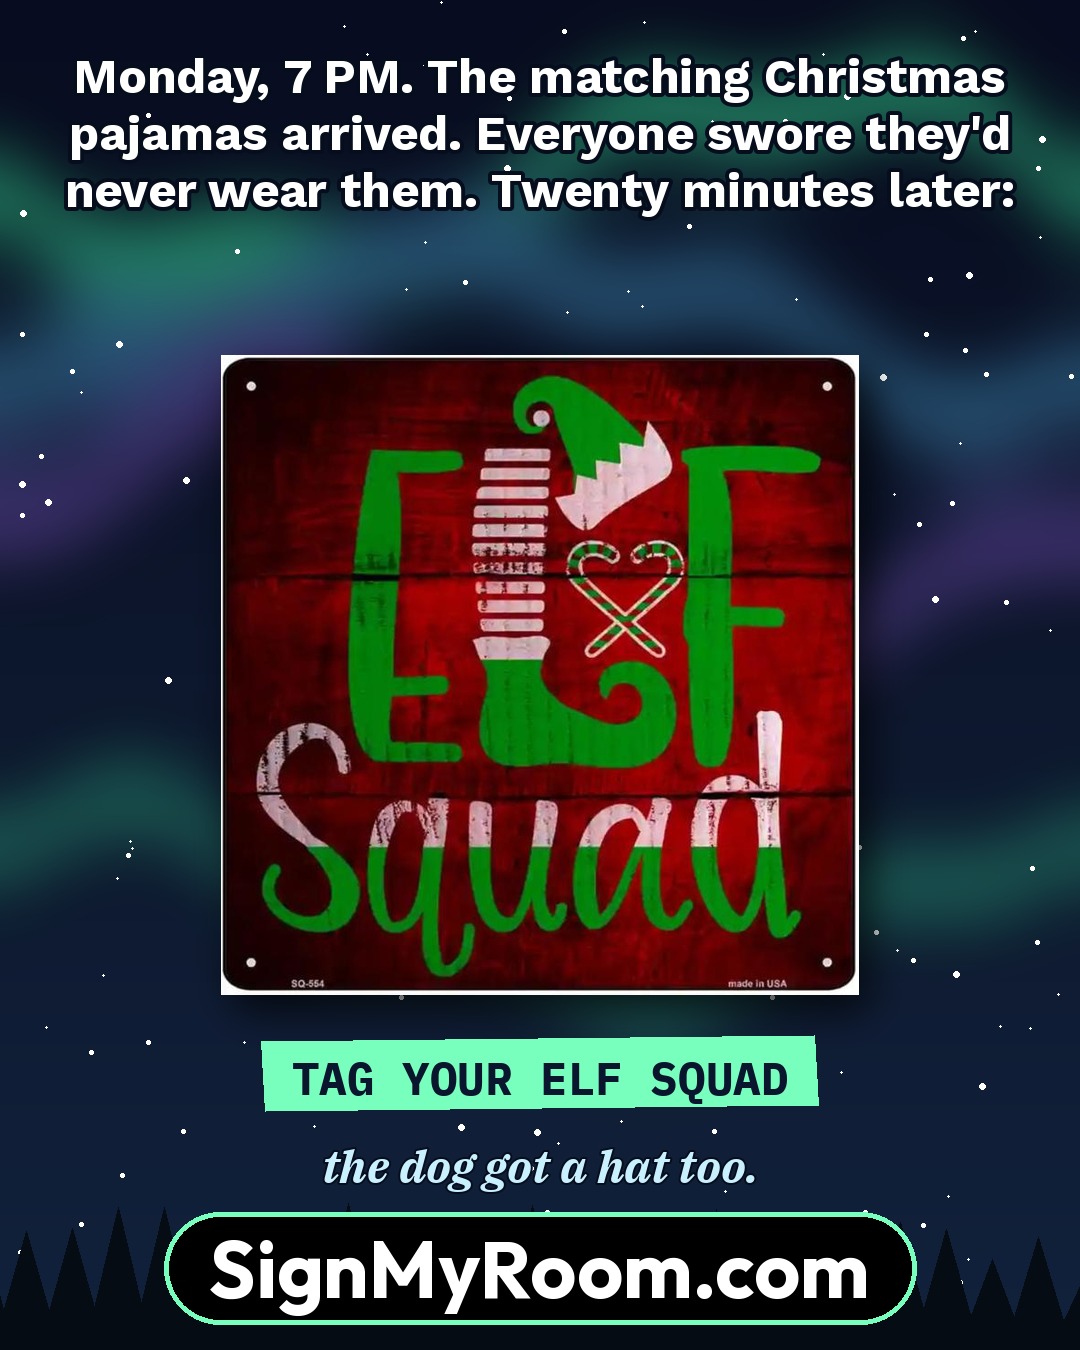 Monday, 7 PM. The matching Christmas
pajamas arrived. Everyone swore they'd
never wear them. Twenty minutes later:
ELF
Squad
SQ-554
made in USA
TAG YOUR ELF SQUAD
the dog got a hat too.
SignMyRoom.com